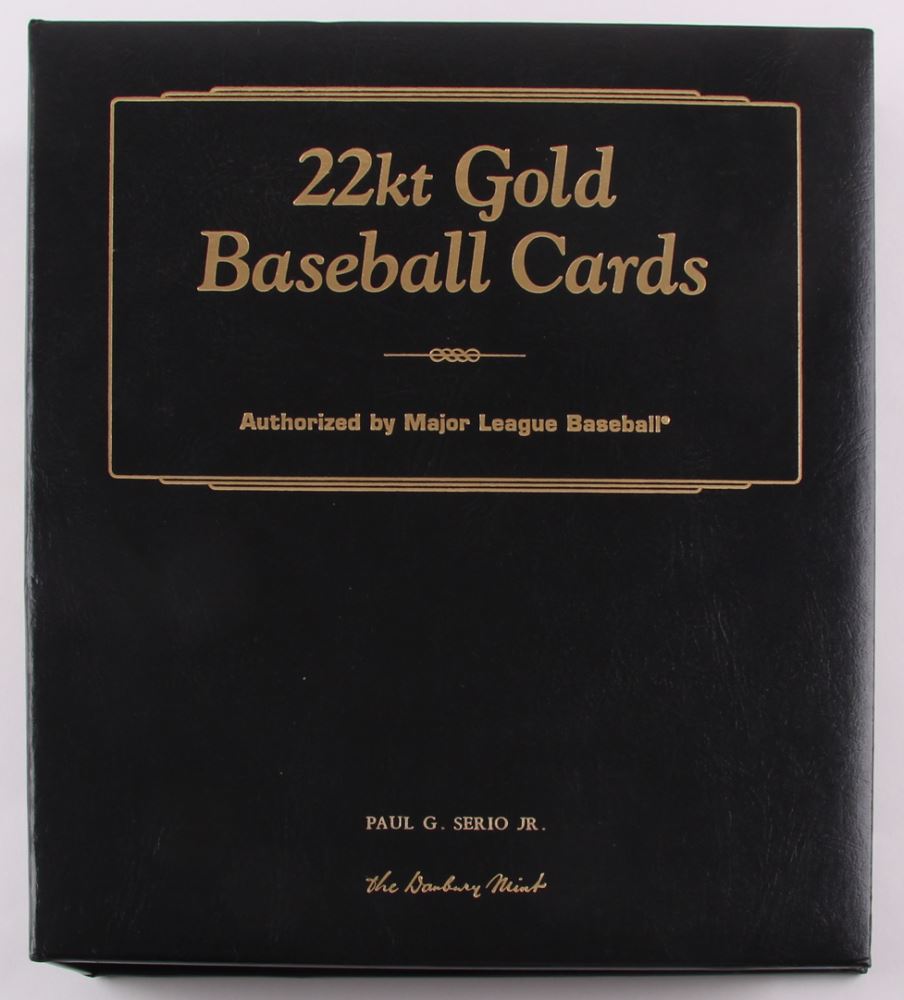 22kt Gold
Baseball Cards
Authorized by Major League Baseball®
PAUL G. SERIO JR.
The Danbury Mint